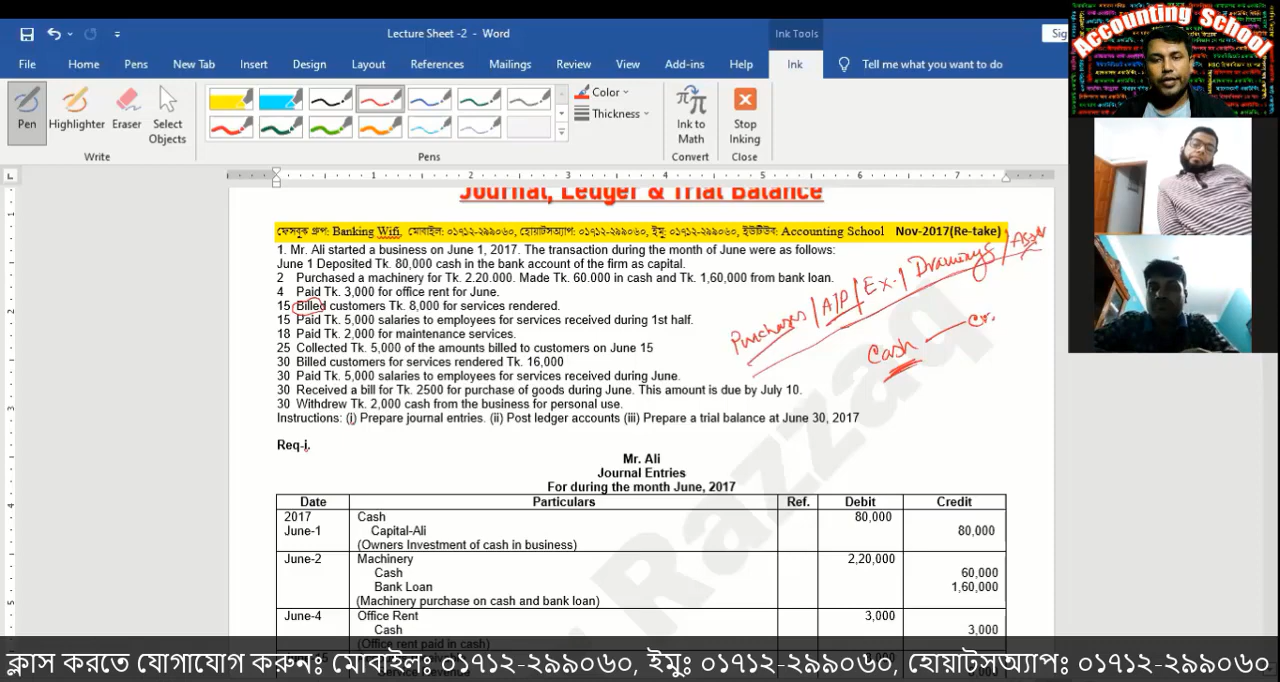 Lecture Sheet -2 - Word
Ink Tools
Accounting School
File Home Pens New Tab Insert Design Layout References Mailings Review View Add-ins Help Ink Tell me what you want to do
Pen
Highlighter
Eraser
Select Objects
Color
Thickness
Ink to Math
Stop Inking
Write Pens Convert Close
Journal, Ledger & Trial Balance
ফেসবুক গ্রুপ: Banking Wifi, মোবাইল: ০১৭১২-২৯৯০৬০, হোয়াটসঅ্যাপ: ০১৭১২-২৯৯০৬০, ইমু: ০১৭১২-২৯৯০৬০, ইউটিউব: Accounting School Nov-2017(Re-take)
1. Mr. Ali started a business on June 1, 2017. The transaction during the month of June were as follows:
June 1 Deposited Tk. 80,000 cash in the bank account of the firm as capital.
2 Purchased a machinery for Tk. 2,20.000. Made Tk. 60.000 in cash and Tk. 1,60,000 from bank loan.
4 Paid Tk. 3,000 for office rent for June.
15 Billed customers Tk. 8,000 for services rendered.
15 Paid Tk. 5,000 salaries to employees for services received during 1st half.
18 Paid Tk. 2,000 for maintenance services.
25 Collected Tk. 5,000 of the amounts billed to customers on June 15
30 Billed customers for services rendered Tk. 16,000
30 Paid Tk. 5,000 salaries to employees for services received during June.
30 Received a bill for Tk. 2500 for purchase of goods during June. This amount is due by July 10.
30 Withdrew Tk. 2,000 cash from the business for personal use.
Instructions: (i) Prepare journal entries. (ii) Post ledger accounts (iii) Prepare a trial balance at June 30, 2017
Purchases / A/P / Ex. / Drawings /
Cash — Cr.
Req-i.
Mr. Ali
Journal Entries
For during the month June, 2017
Date Particulars Ref. Debit Credit
2017 Cash 80,000
June-1 Capital-Ali 80,000
(Owners Investment of cash in business)
June-2 Machinery 2,20,000
Cash 60,000
Bank Loan 1,60,000
(Machinery purchase on cash and bank loan)
June-4 Office Rent 3,000
Cash 3,000
(Office rent paid in cash)
Razzaq
ক্লাস করতে যোগাযোগ করুনঃ মোবাইলঃ ০১৭১২-২৯৯০৬০, ইমুঃ ০১৭১২-২৯৯০৬০, হোয়াটসঅ্যাপঃ ০১৭১২-২৯৯০৬০